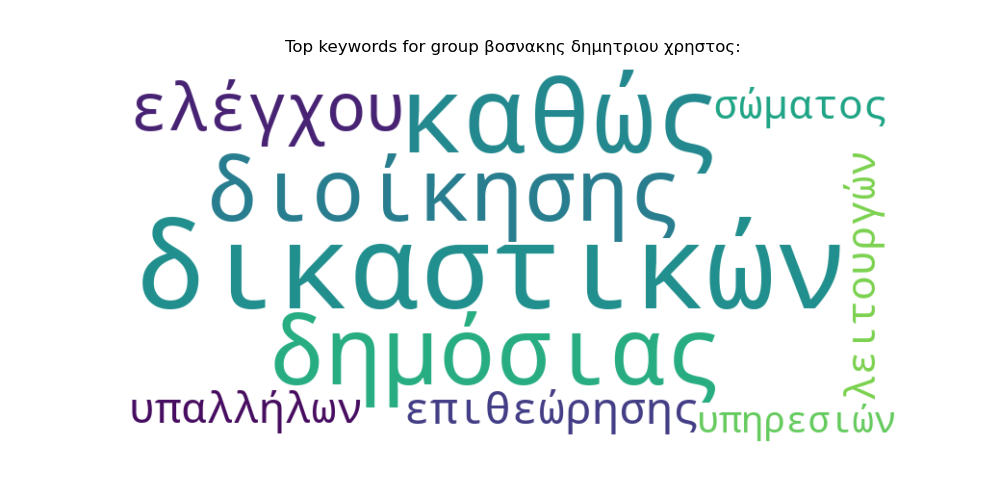 Top keywords for group βοσνακης δημητριου χρηστος:
ελέγχου
καθώς
σώματος
διοίκησης
λειτουργών
δικαστικών
δημόσιας
υπαλλήλων
επιθεώρησης
υπηρεσιών